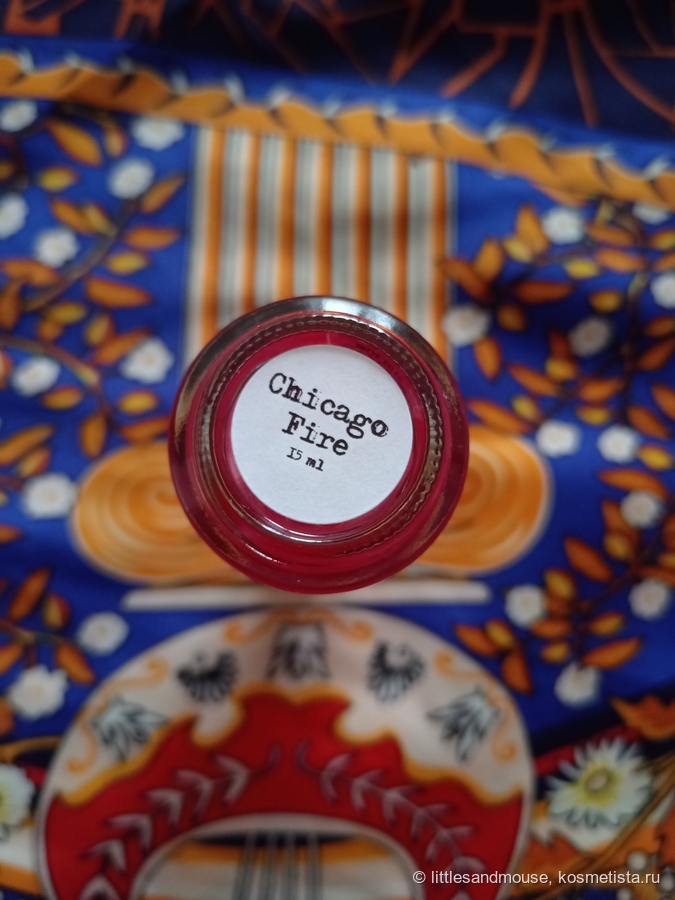 Chicago
Fire
15 ml
© littlesandmouse, kosmetista.ru